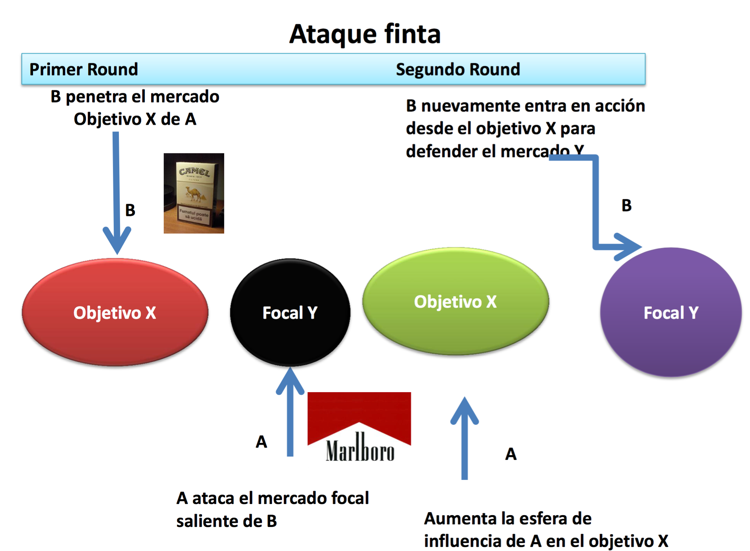 Ataque finta
Primer Round
Segundo Round
B penetra el mercado
Objetivo X de A
B nuevamente entra en acción
desde el objetivo X para
defender el mercado Y
B
CAMEL
B
Objetivo X
Focal Y
Objetivo X
Focal Y
A
Marlboro
A
A ataca el mercado focal
saliente de B
Aumenta la esfera de
influencia de A en el objetivo X